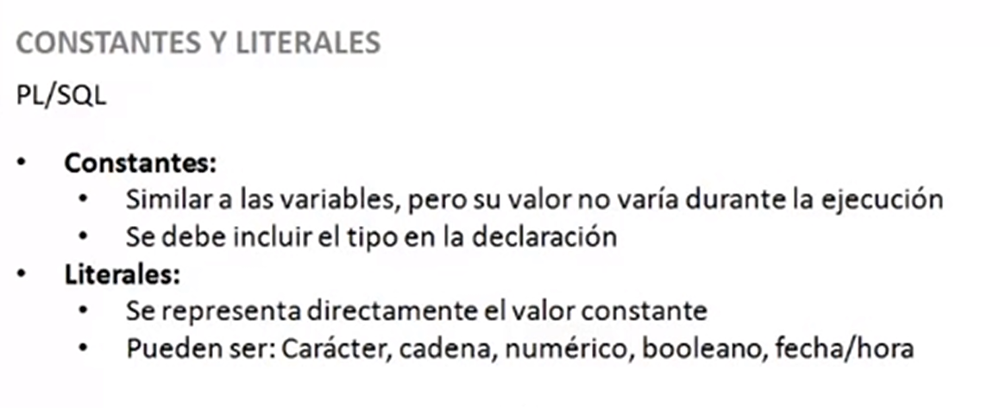 CONSTANTES Y LITERALES
PL/SQL
• Constantes:
• Similar a las variables, pero su valor no varía durante la ejecución
• Se debe incluir el tipo en la declaración
• Literales:
• Se representa directamente el valor constante
• Pueden ser: Carácter, cadena, numérico, booleano, fecha/hora